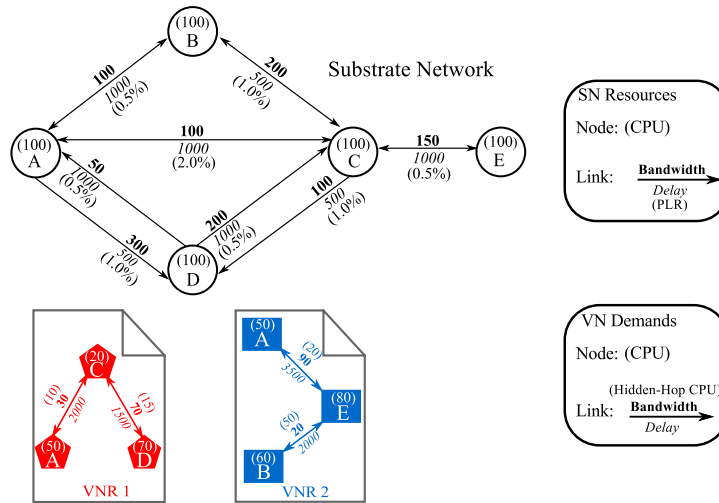 (100)
B
100
1000
(0.5%)
200
500
(1.0%)
Substrate Network
(100)
A
100
1000
(2.0%)
(100)
C
150
1000
(0.5%)
(100)
E
50
1000
(0.5%)
300
500
(1.0%)
200
1000
(0.5%)
100
500
(1.0%)
(100)
D
SN Resources
Node: (CPU)
Link: Bandwidth
Delay
(PLR)
(20)
C
(10)
30
2000
(15)
70
1500
(50)
A
(70)
D
VNR 1
(50)
A
(20)
90
3500
(80)
E
(50)
20
2000
(60)
B
VNR 2
VN Demands
Node: (CPU)
(Hidden-Hop CPU)
Link: Bandwidth
Delay